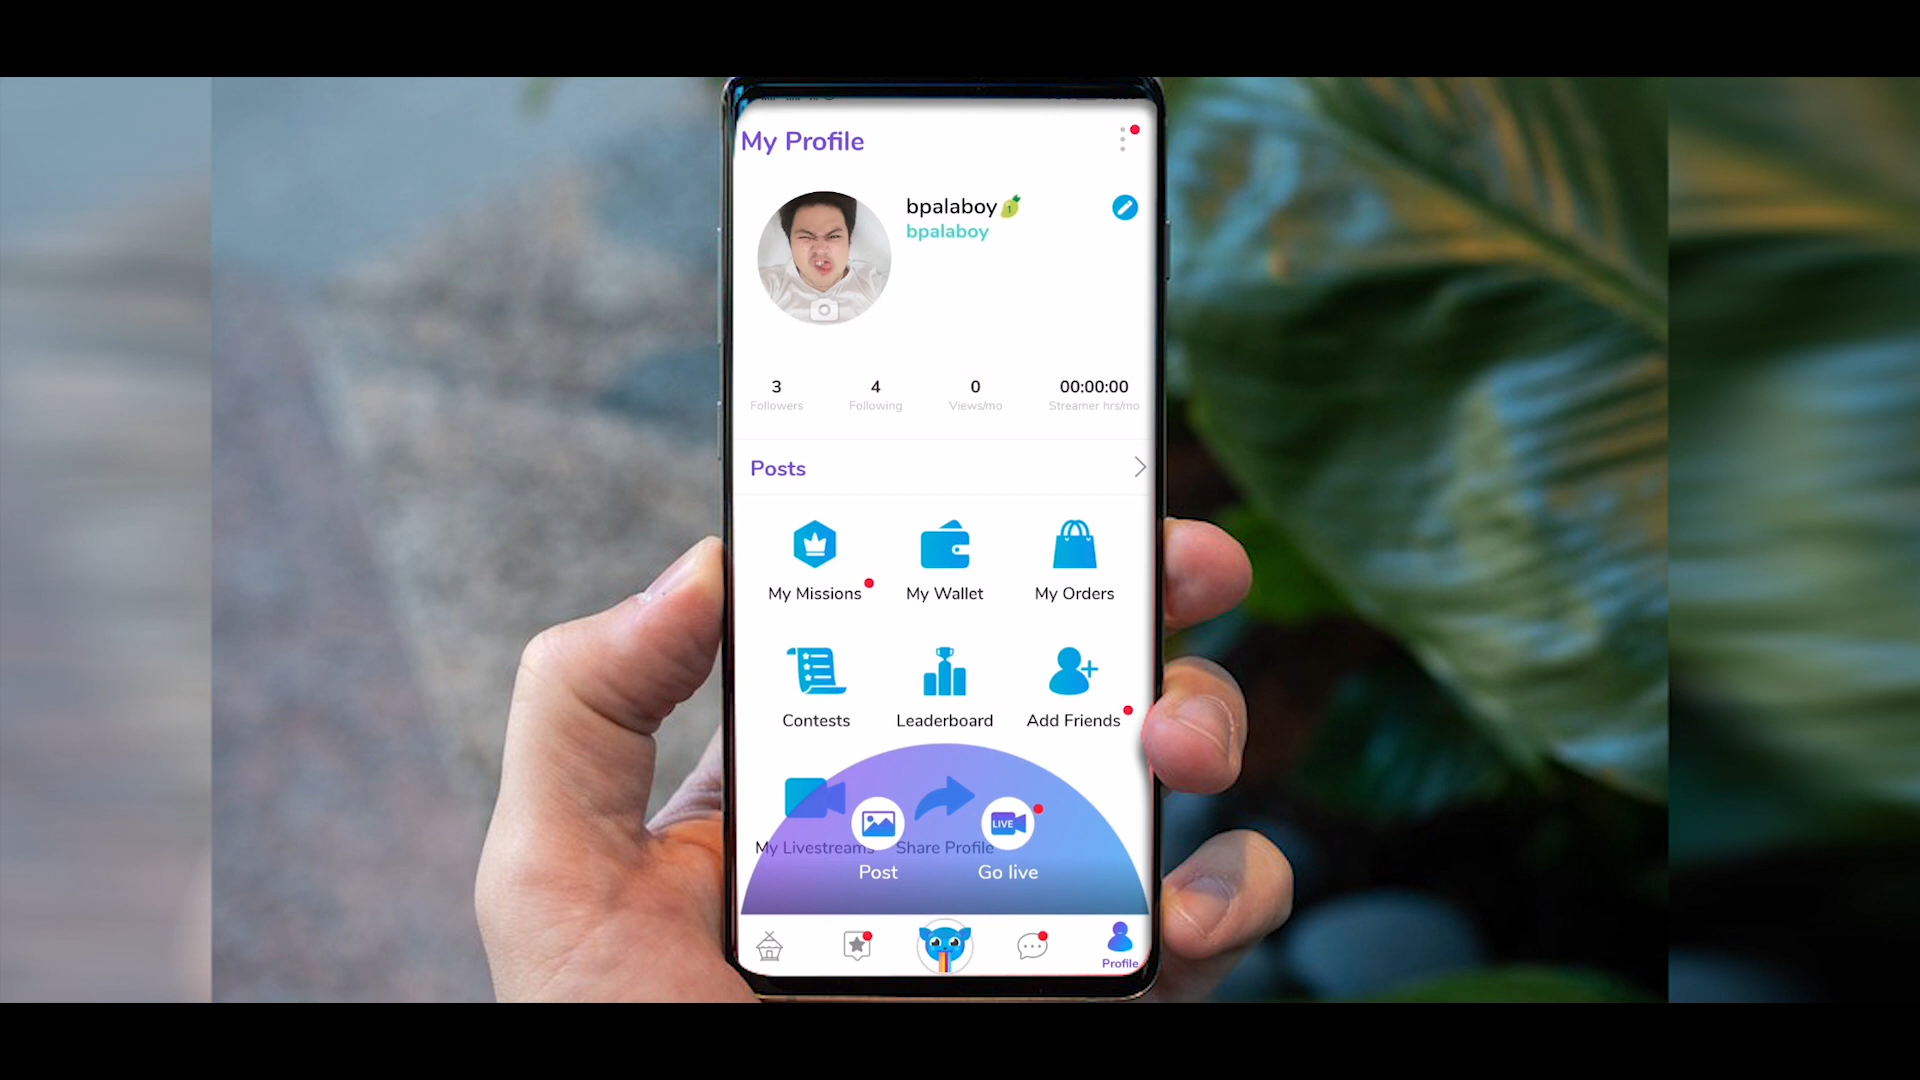 My Profile
bpalaboy
1
bpalaboy
3
Followers
4
Following
0
Views/mo
00:00:00
Streamer hrs/mo
Posts
My Missions
My Wallet
My Orders
Contests
Leaderboard
Add Friends
LIVE
My Livestreams
Share Profile
Post
Go live
Profile